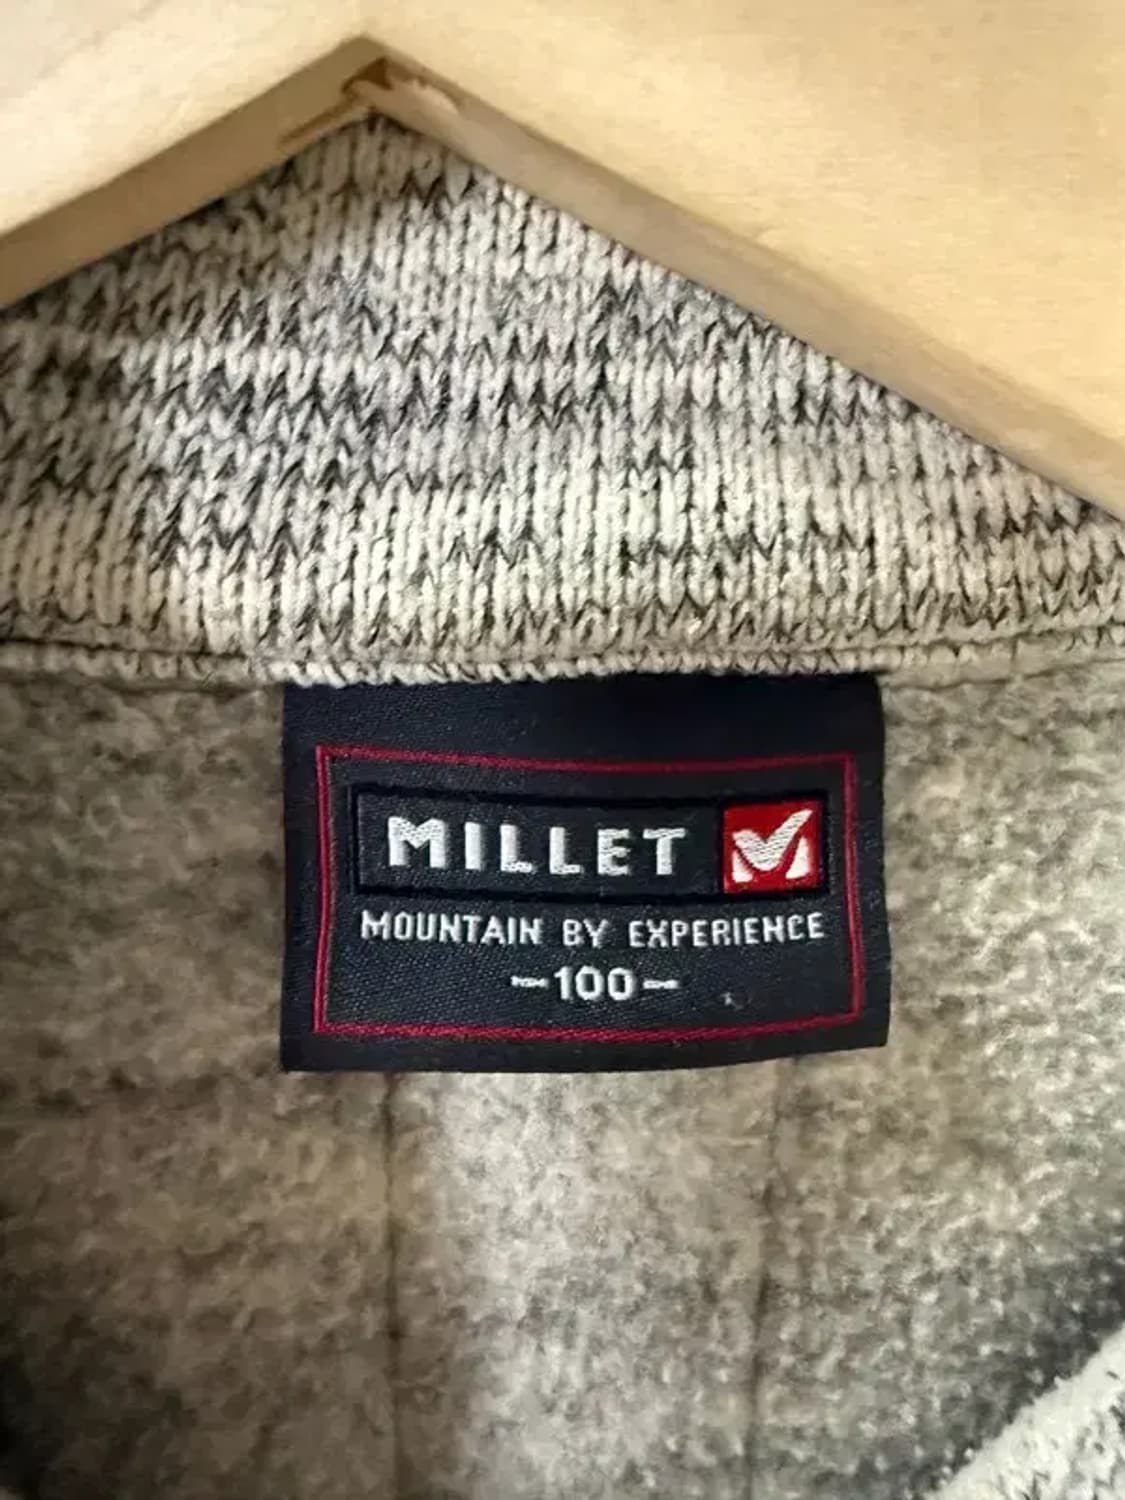 MILLET
MOUNTAIN BY EXPERIENCE
-100-